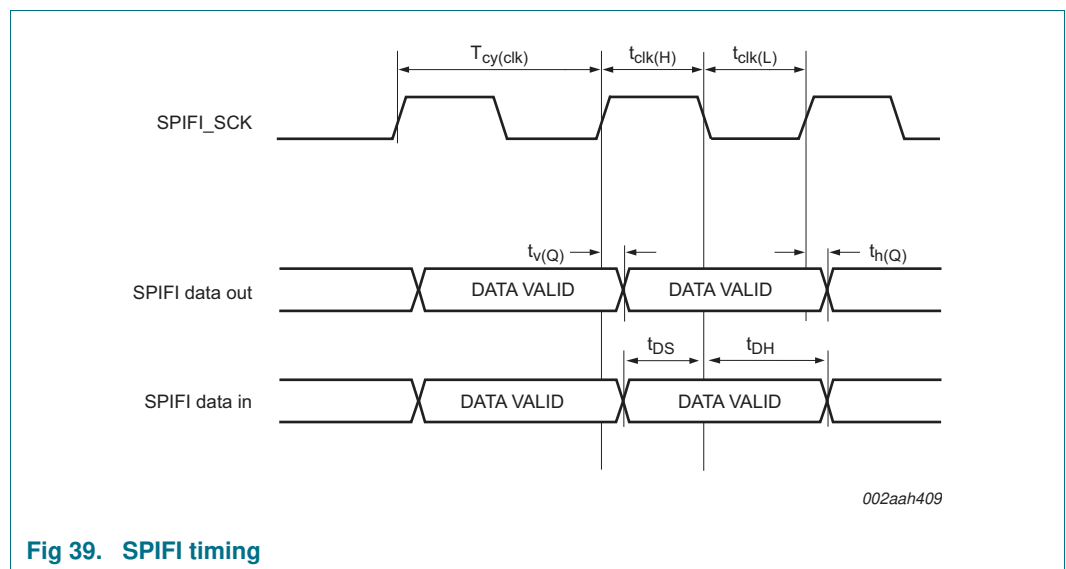 Tcy(clk) tclk(H) tclk(L)
SPIFI_SCK
tv(Q) th(Q)
SPIFI data out DATA VALID DATA VALID
tDS tDH
SPIFI data in DATA VALID DATA VALID
002aah409
Fig 39. SPIFI timing